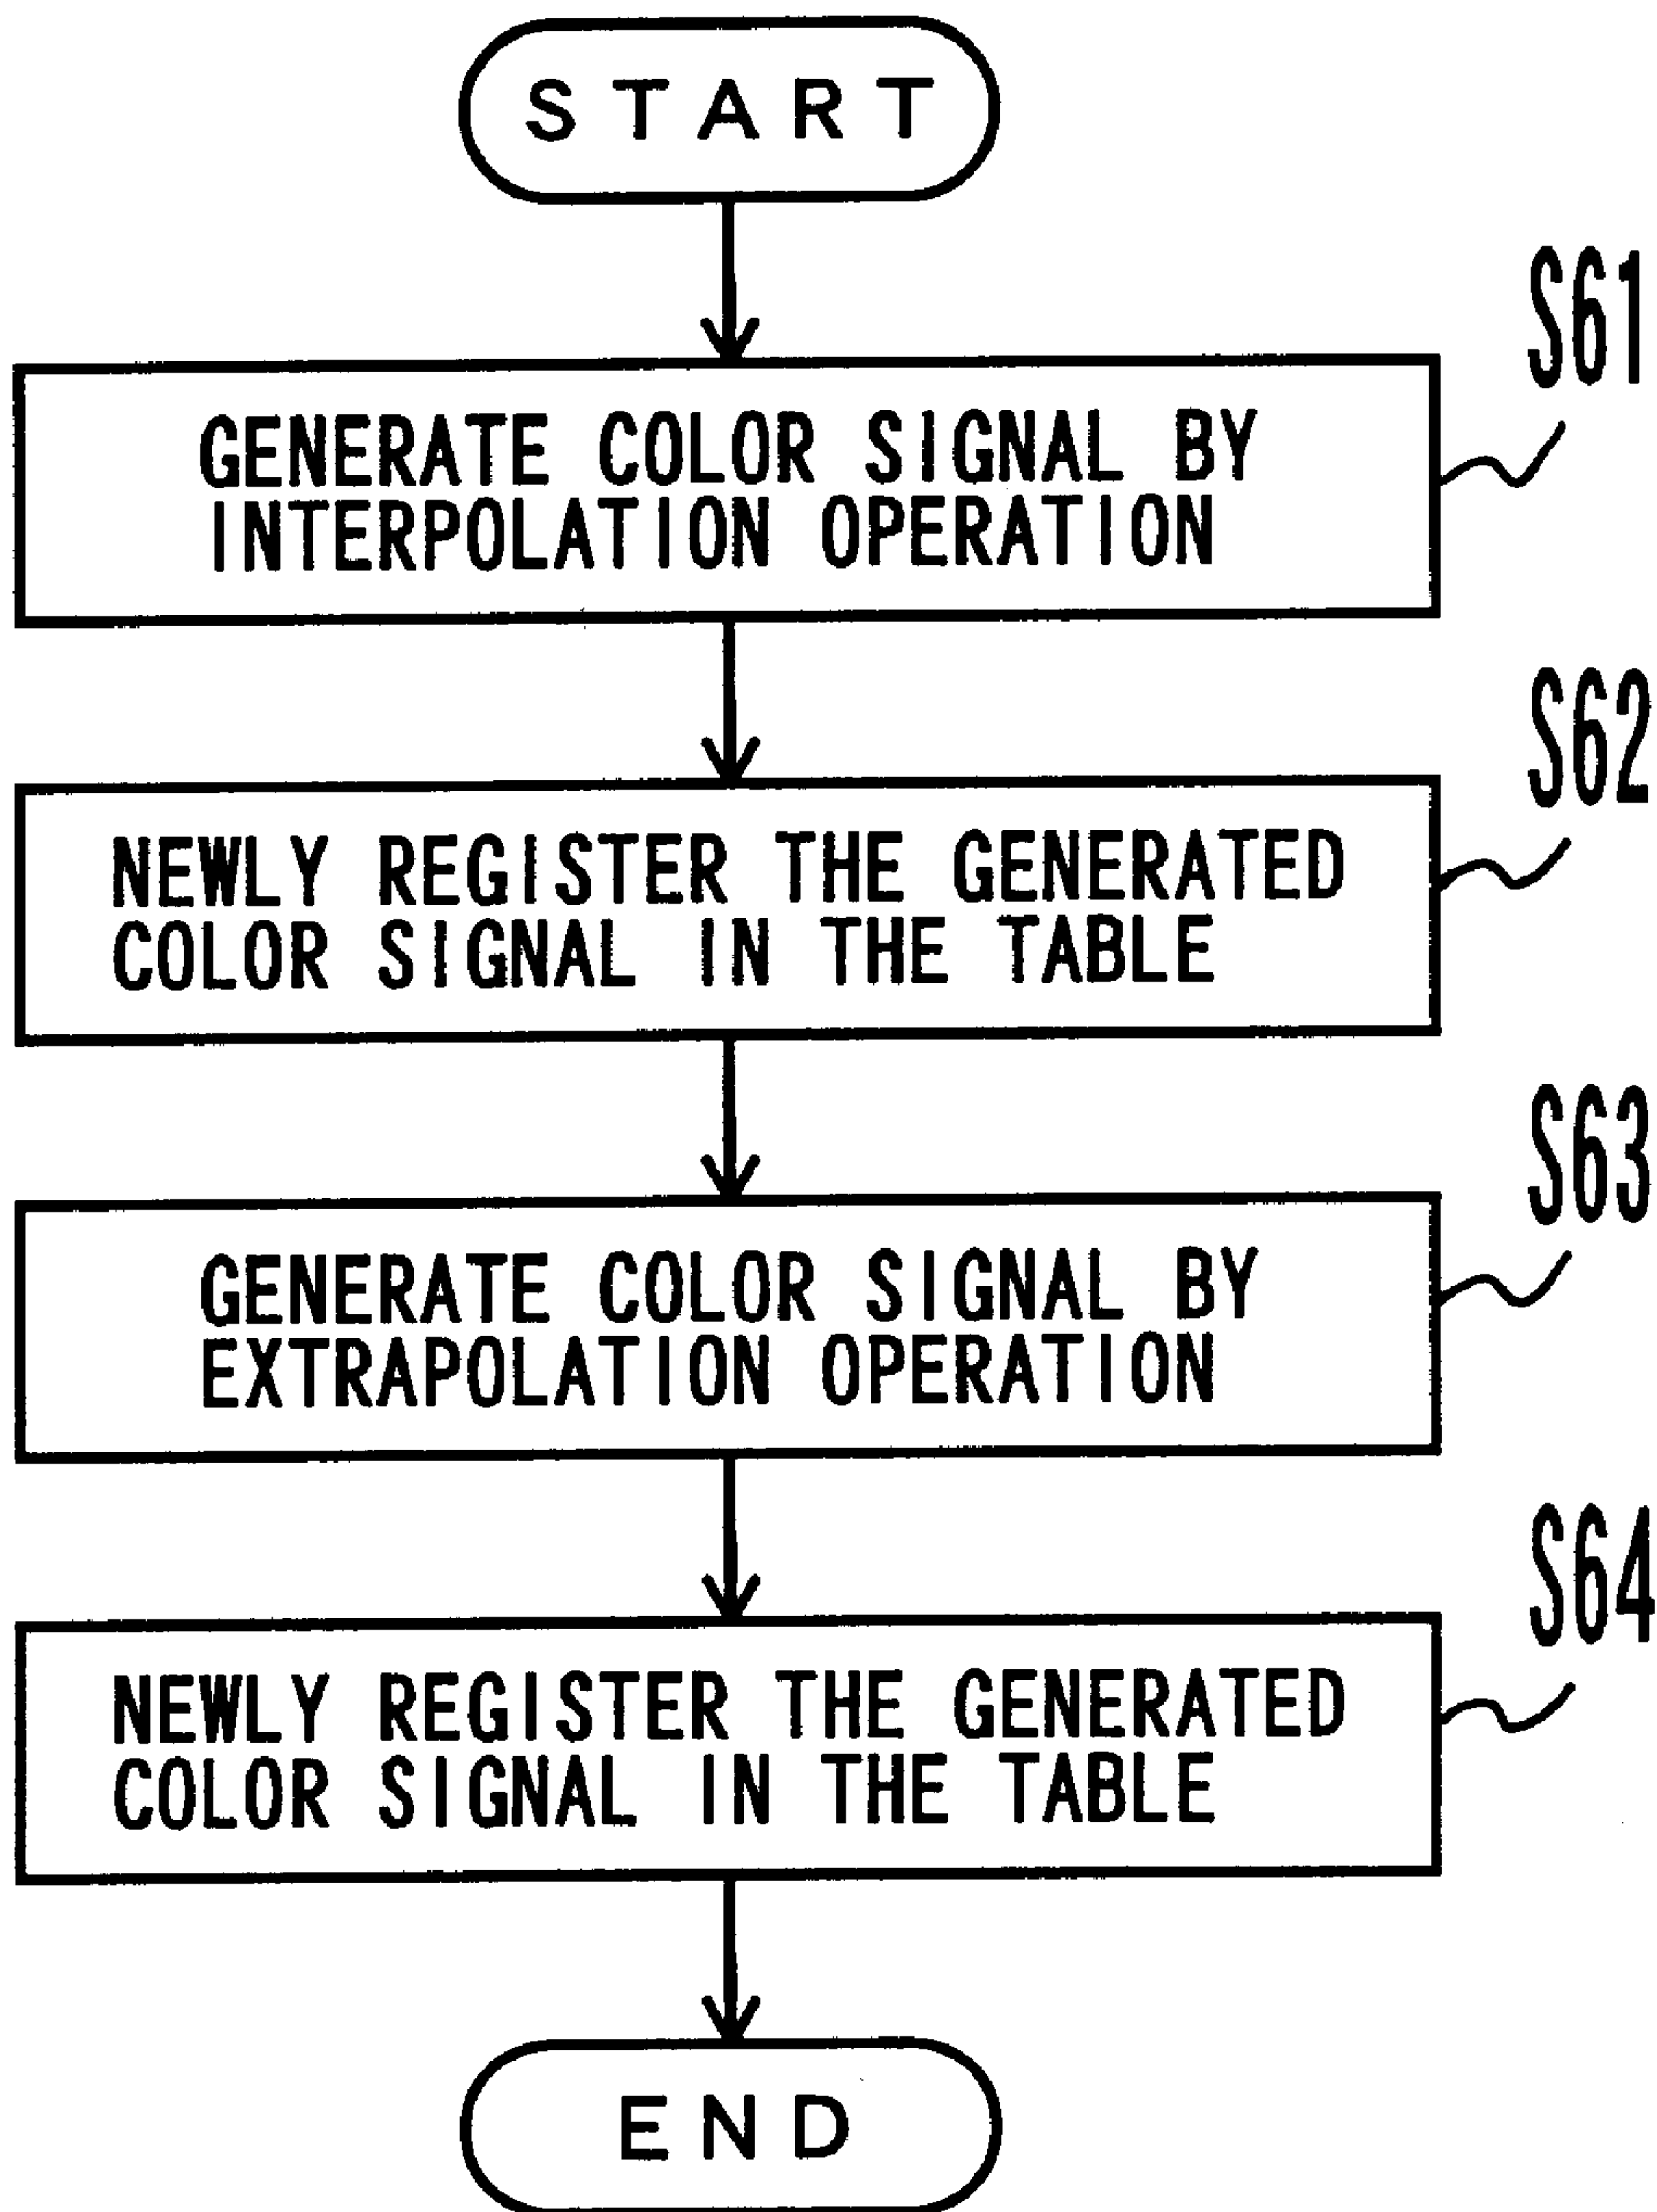 START
S61
GENERATE COLOR SIGNAL BY
INTERPOLATION OPERATION
S62
NEWLY REGISTER THE GENERATED
COLOR SIGNAL IN THE TABLE
S63
GENERATE COLOR SIGNAL BY
EXTRAPOLATION OPERATION
S64
NEWLY REGISTER THE GENERATED
COLOR SIGNAL IN THE TABLE
END